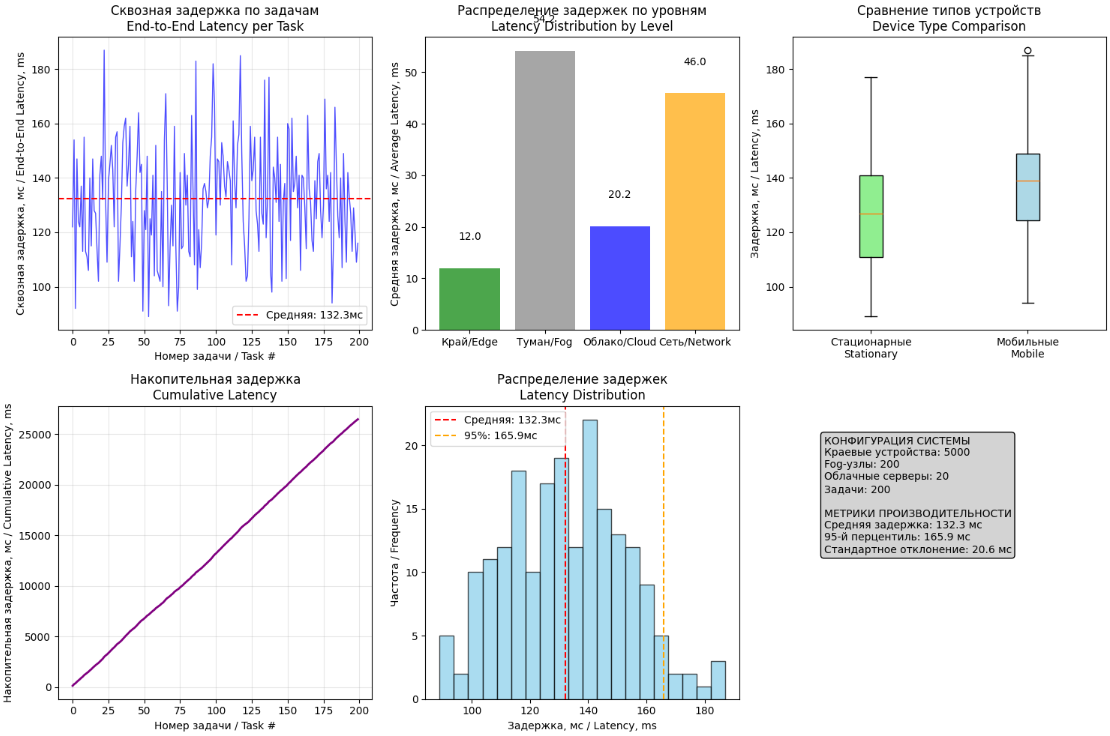 Сквозная задержка по задачам
End-to-End Latency per Task
Сквозная задержка, мс / End-to-End Latency, ms
180
160
140
120
100
Средняя: 132.3мс
0 25 50 75 100 125 150 175 200
Номер задачи / Task #
Распределение задержек по уровням
Latency Distribution by Level
Средняя задержка, мс / Average Latency, ms
50
40
30
20
10
0
12.0
54.2
20.2
46.0
Край/Edge Туман/Fog Облако/Cloud Сеть/Network
Сравнение типов устройств
Device Type Comparison
Задержка, мс / Latency, ms
180
160
140
120
100
Стационарные
Stationary
Мобильные
Mobile
Накопительная задержка
Cumulative Latency
Накопительная задержка, мс / Cumulative Latency, ms
25000
20000
15000
10000
5000
0
0 25 50 75 100 125 150 175 200
Номер задачи / Task #
Распределение задержек
Latency Distribution
Частота / Frequency
20
15
10
5
0
Средняя: 132.3мс
95%: 165.9мс
100 120 140 160 180
Задержка, мс / Latency, ms
КОНФИГУРАЦИЯ СИСТЕМЫ
Краевые устройства: 5000
Fog-узлы: 200
Облачные серверы: 20
Задачи: 200
МЕТРИКИ ПРОИЗВОДИТЕЛЬНОСТИ
Средняя задержка: 132.3 мс
95-й перцентиль: 165.9 мс
Стандартное отклонение: 20.6 мс